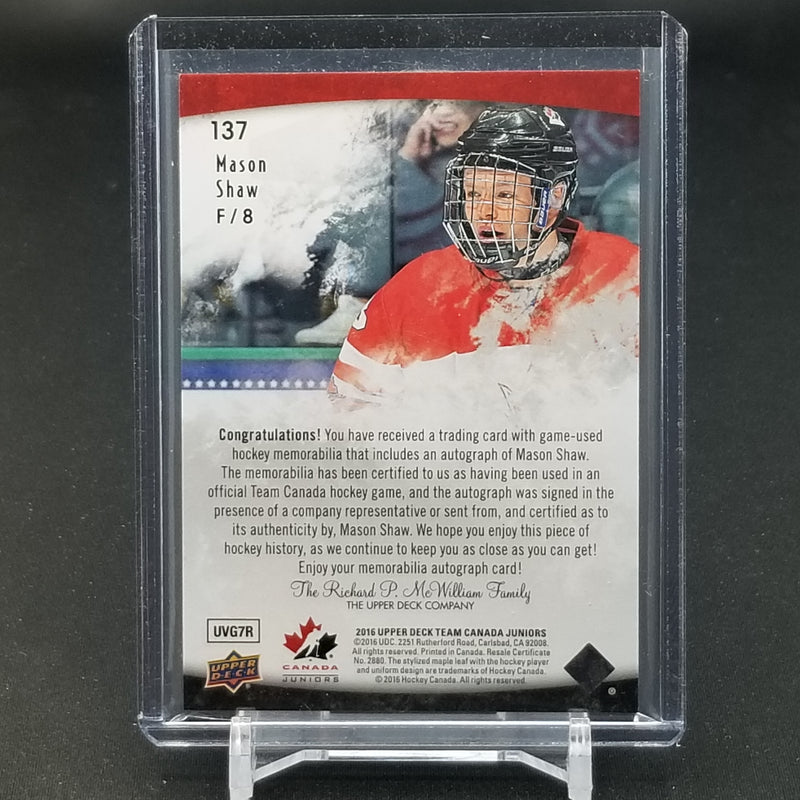 137
Mason
Shaw
F/8
Congratulations! You have received a trading card with game-used
hockey memorabilia that includes an autograph of Mason Shaw.
The memorabilia has been certified to us as having been used in an
official Team Canada hockey game, and the autograph was signed in the
presence of a company representative or sent from, and certified as to
its authenticity by, Mason Shaw. We hope you enjoy this piece of
hockey history, as we continue to keep you as close as you can get!
Enjoy your memorabilia autograph card!
The Richard P. McWilliam Family
THE UPPER DECK COMPANY
UVG7R
UPPER
DECK
CANADA
JUNIORS
2016 UPPER DECK TEAM CANADA JUNIORS
©2016 UDC. 2251 Rutherford Road, Carlsbad, CA 92008.
All rights reserved. Printed in Canada. Resale Certificate
No. 2880. The stylized maple leaf with the hockey player
and uniform design are trademarks of Hockey Canada.
© 2016 Hockey Canada. All rights reserved.
®